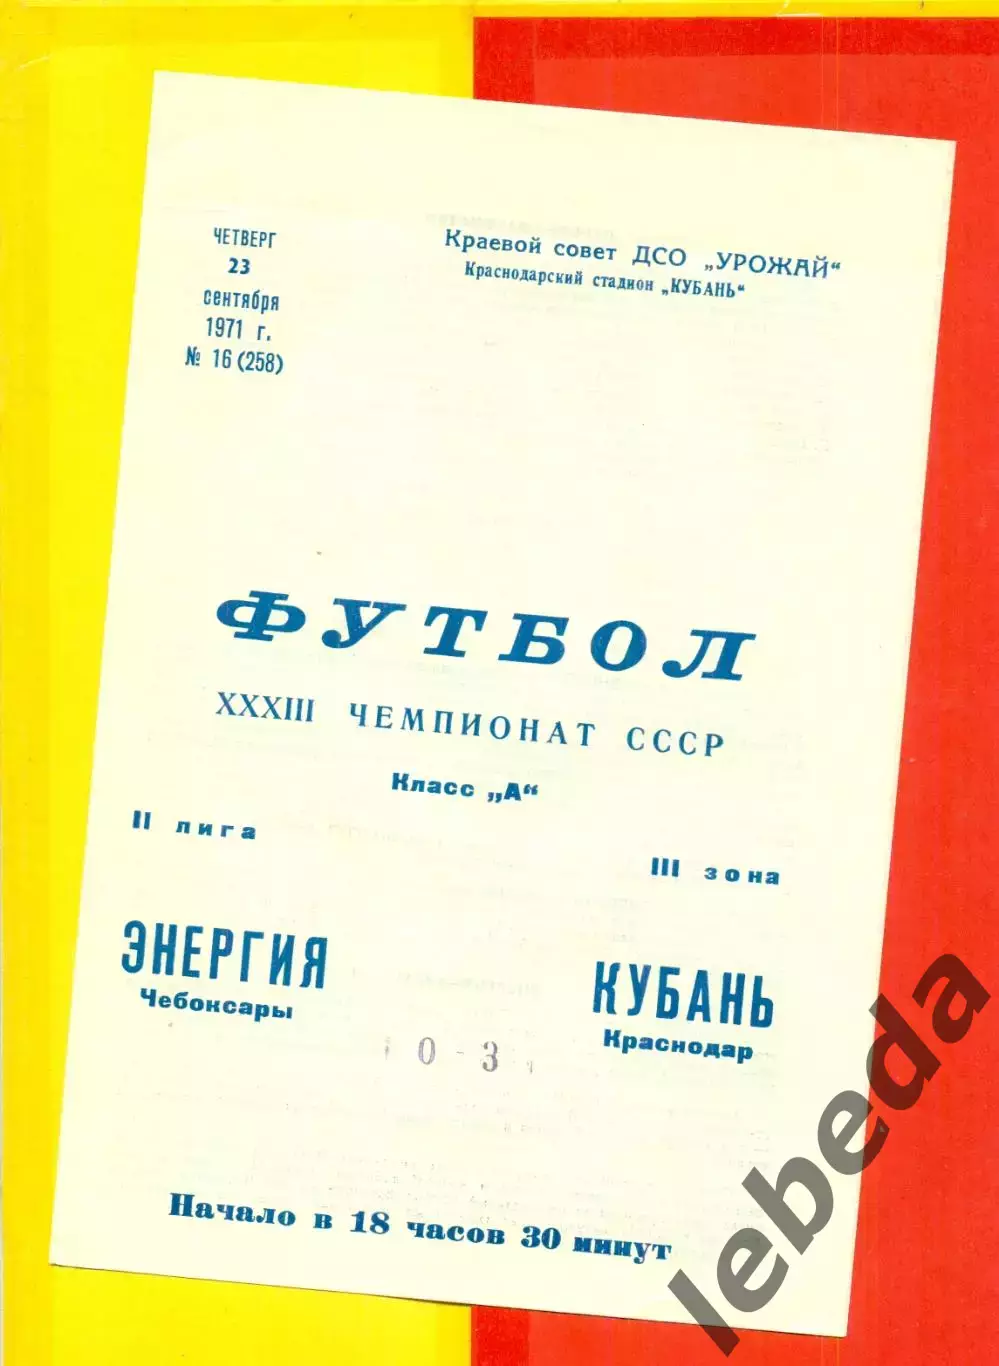 ЧЕТВЕРГ
23
сентября
1971 г.
№ 16 (258)
Краевой совет ДСО „УРОЖАЙ“
Краснодарский стадион „КУБАНЬ“
ФУТБОЛ
XXXIII ЧЕМПИОНАТ СССР
Класс „А“
II лига
III зона
ЭНЕРГИЯ
Чебоксары
КУБАНЬ
Краснодар
0-3
Начало в 18 часов 30 минут
lebeda